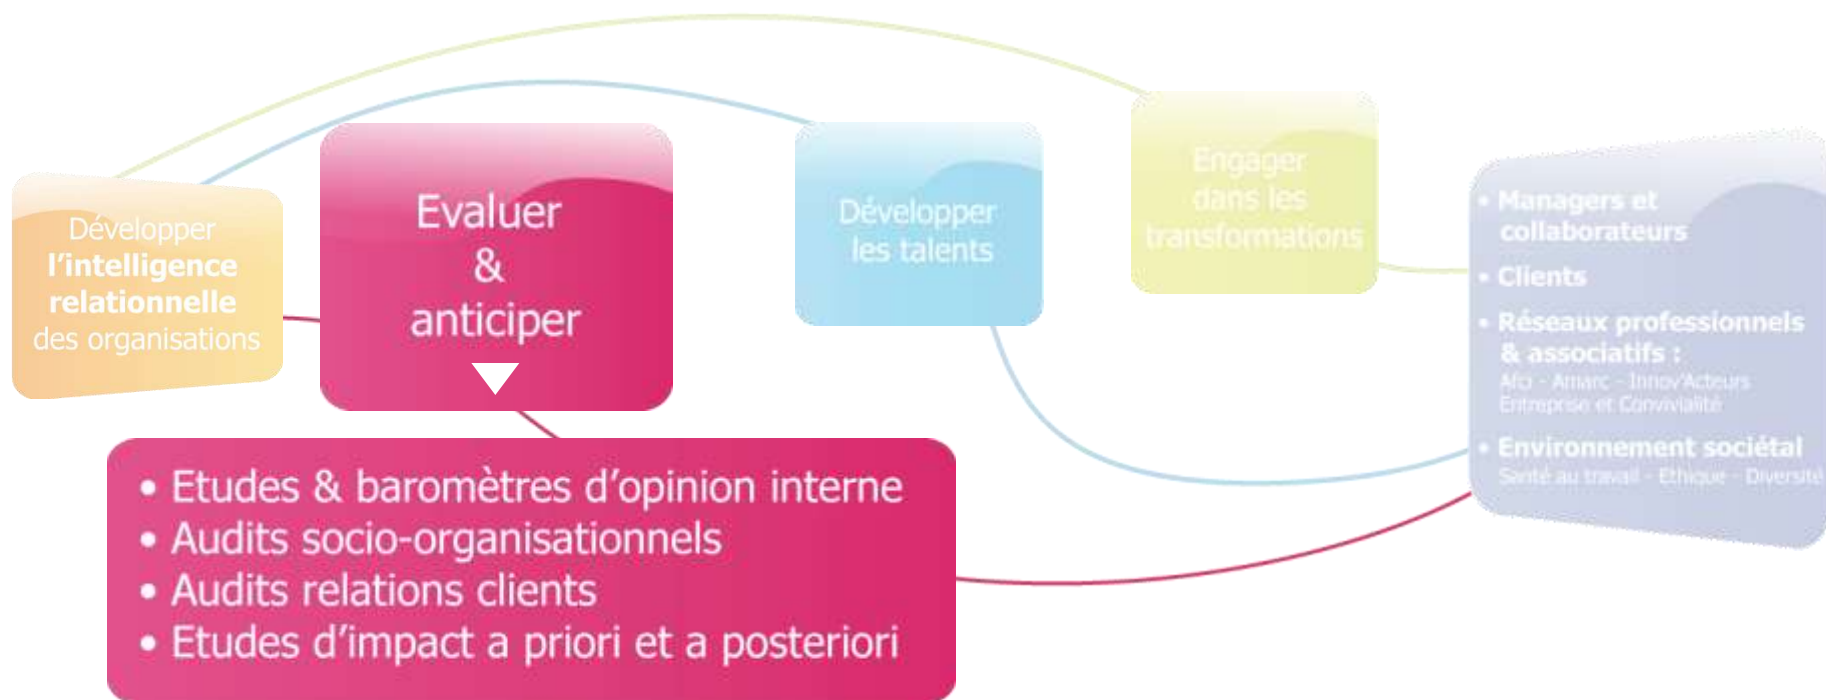 Développer
l'intelligence
relationnelle
des organisations
Evaluer
&
anticiper
• Etudes & baromètres d'opinion interne
• Audits socio-organisationnels
• Audits relations clients
• Etudes d'impact a priori et a posteriori
Développer
les talents
Engager
dans les
transformations
• Managers et
collaborateurs
• Clients
• Réseaux professionnels
& associatifs :
Afci - Amarc - Innov'Acteurs
Entreprise et Convivialité
• Environnement sociétal
Santé au travail - Ethique - Diversité